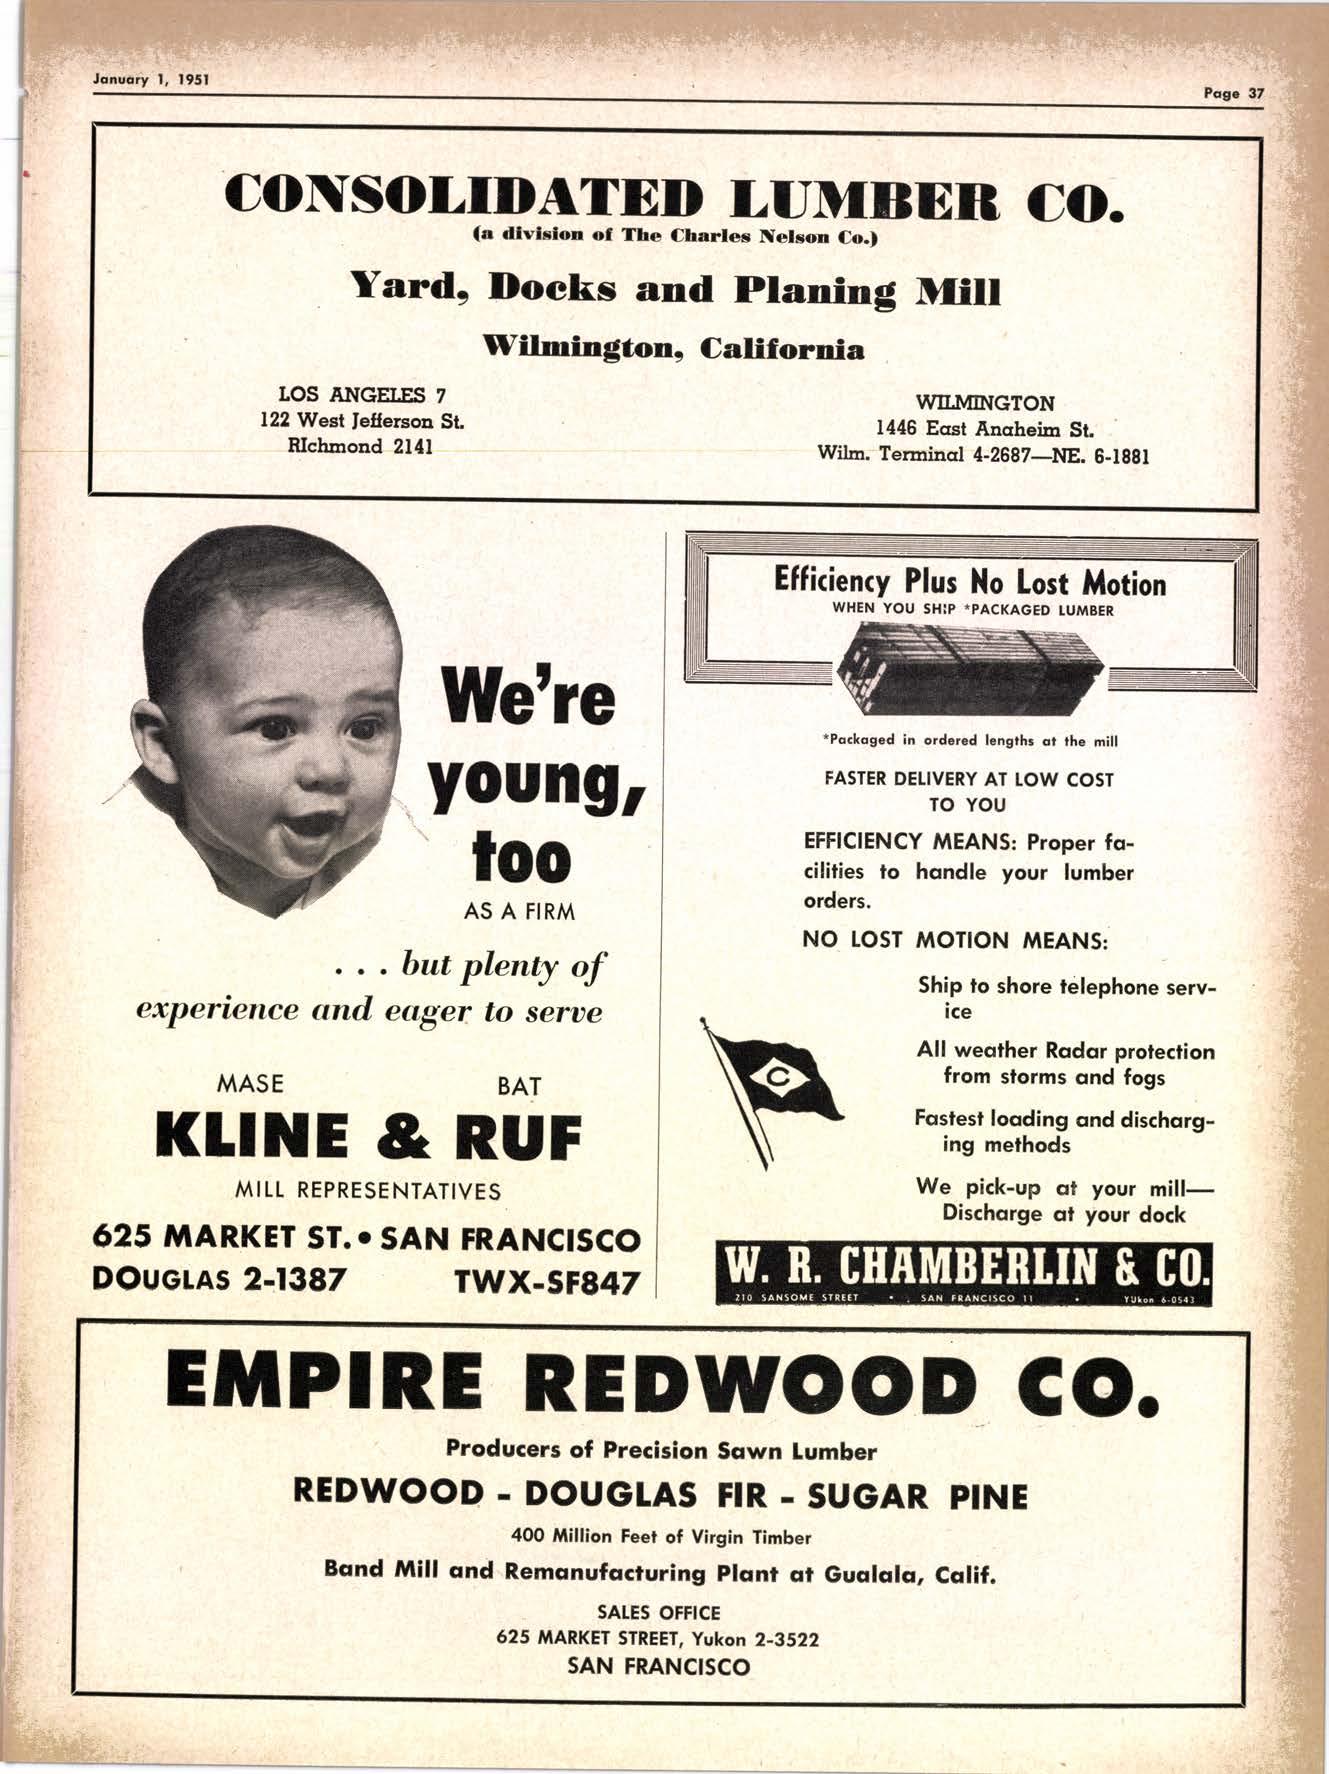 January 1, 1951
Page 37
CONSOLIDATED LUMBER CO.
(a division of The Charles Nelson Co.)
Yard, Docks and Planing Mill
Wilmington, California
LOS ANGELES 7
122 West Jefferson St.
RIchmond 2141
WILMINGTON
1446 East Anaheim St.
Wilm. Terminal 4-2687—NE. 6-1881
We're
young,
too
AS A FIRM
. . . but plenty of
experience and eager to serve
MASE BAT
KLINE & RUF
MILL REPRESENTATIVES
625 MARKET ST. • SAN FRANCISCO
DOUGLAS 2-1387 TWX-SF847
Efficiency Plus No Lost Motion
WHEN YOU SHIP *PACKAGED LUMBER
*Packaged in ordered lengths at the mill
FASTER DELIVERY AT LOW COST
TO YOU
EFFICIENCY MEANS: Proper fa-
cilities to handle your lumber
orders.
NO LOST MOTION MEANS:
Ship to shore telephone serv-
ice
All weather Radar protection
from storms and fogs
Fastest loading and discharg-
ing methods
We pick-up at your mill—
Discharge at your dock
C
W. R. CHAMBERLIN & CO.
210 SANSOME STREET • SAN FRANCISCO 11 • YUkon 6-0543
EMPIRE REDWOOD CO.
Producers of Precision Sawn Lumber
REDWOOD - DOUGLAS FIR - SUGAR PINE
400 Million Feet of Virgin Timber
Band Mill and Remanufacturing Plant at Gualala, Calif.
SALES OFFICE
625 MARKET STREET, Yukon 2-3522
SAN FRANCISCO